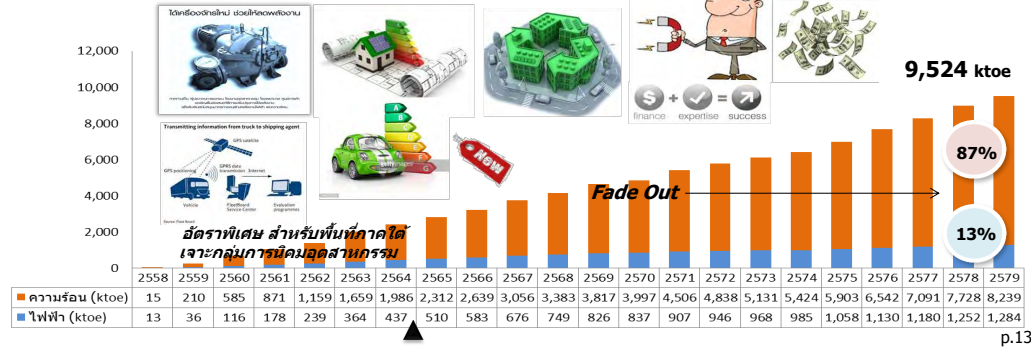 ได้เครื่องจักรใหม่ ช่วยให้ลดพลังงาน
finance expertise success
9,524 ktoe
12,000
10,000
8,000
6,000
4,000
2,000
0
Transmitting information from truck to shipping agent
GPS satellite
GPS positioning
GPRS data transmission
Internet
Vehicle
FleetBoard Service Center
Evaluation programmes
A
B
G
New
87%
Fade Out
13%
อัตราพิเศษ สำหรับพื้นที่ภาคใต้
เจาะกลุ่มการนิคมอุตสาหกรรม
2558 2559 2560 2561 2562 2563 2564 2565 2566 2567 2568 2569 2570 2571 2572 2573 2574 2575 2576 2577 2578 2579
ความร้อน (ktoe) 15 210 585 871 1,159 1,659 1,986 2,312 2,639 3,056 3,383 3,817 3,997 4,506 4,838 5,131 5,424 5,903 6,542 7,091 7,728 8,239
ไฟฟ้า (ktoe) 13 36 116 178 239 364 437 510 583 676 749 826 837 907 946 968 985 1,058 1,130 1,180 1,252 1,284
p.13